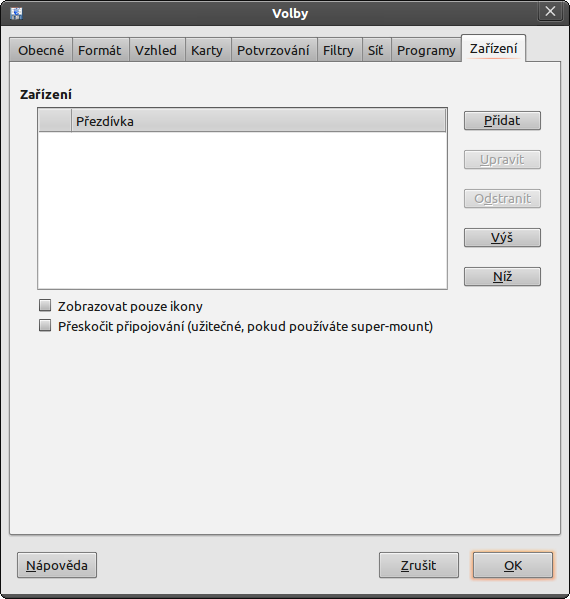 Volby
Obecné Formát Vzhled Karty Potvrzování Filtry Síť Programy Zařízení
Zařízení
Přezdívka
Přidat
Upravit
Odstranit
Výš
Níž
Zobrazovat pouze ikony
Přeskočit připojování (užitečné, pokud používáte super-mount)
Nápověda Zrušit OK